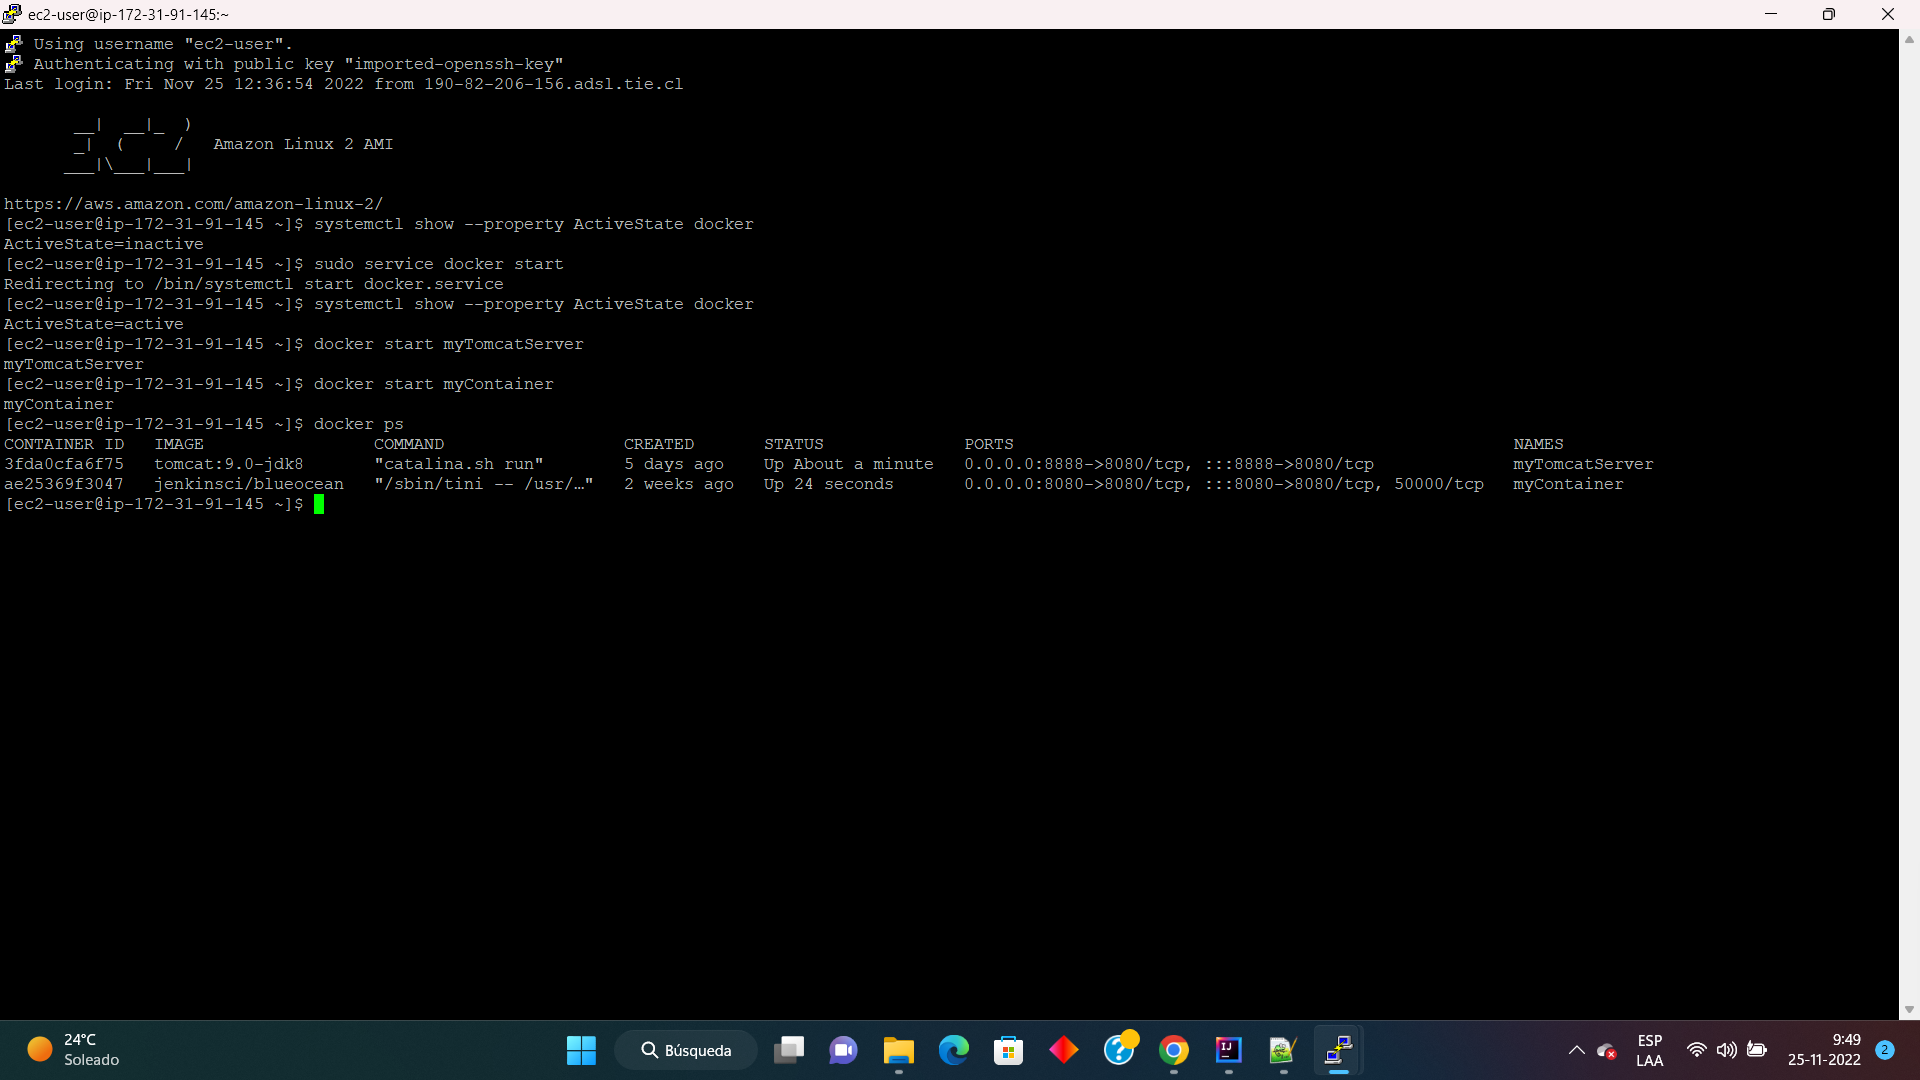 ec2-user@ip-172-31-91-145:~
Using username "ec2-user".
Authenticating with public key "imported-openssh-key"
Last login: Fri Nov 25 12:36:54 2022 from 190-82-206-156.adsl.tie.cl
       __|  __|_  )
       _|  (     /   Amazon Linux 2 AMI
      ___|\___|___|
https://aws.amazon.com/amazon-linux-2/
[ec2-user@ip-172-31-91-145 ~]$ systemctl show --property ActiveState docker
ActiveState=inactive
[ec2-user@ip-172-31-91-145 ~]$ sudo service docker start
Redirecting to /bin/systemctl start docker.service
[ec2-user@ip-172-31-91-145 ~]$ systemctl show --property ActiveState docker
ActiveState=active
[ec2-user@ip-172-31-91-145 ~]$ docker start myTomcatServer
myTomcatServer
[ec2-user@ip-172-31-91-145 ~]$ docker start myContainer
myContainer
[ec2-user@ip-172-31-91-145 ~]$ docker ps
CONTAINER ID   IMAGE                 COMMAND                  CREATED       STATUS              PORTS                                                  NAMES
3fda0cfa6f75   tomcat:9.0-jdk8       "catalina.sh run"        5 days ago    Up About a minute   0.0.0.0:8888->8080/tcp, :::8888->8080/tcp              myTomcatServer
ae25369f3047   jenkinsci/blueocean   "/sbin/tini -- /usr/…"   2 weeks ago   Up 24 seconds       0.0.0.0:8080->8080/tcp, :::8080->8080/tcp, 50000/tcp   myContainer
[ec2-user@ip-172-31-91-145 ~]$
24°C
Soleado
Búsqueda
IJ
ESP
LAA
9:49
25-11-2022
2